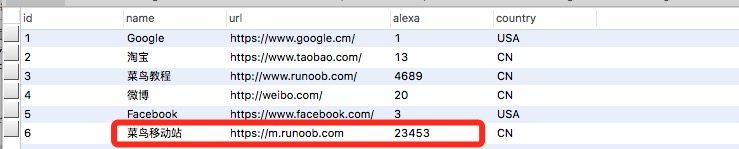 id name url alexa country
1 Google https://www.google.cm/ 1 USA
2 淘宝 https://www.taobao.com/ 13 CN
3 菜鸟教程 http://www.runoob.com/ 4689 CN
4 微博 http://weibo.com/ 20 CN
5 Facebook https://www.facebook.com/ 3 USA
6 菜鸟移动站 https://m.runoob.com 23453 CN